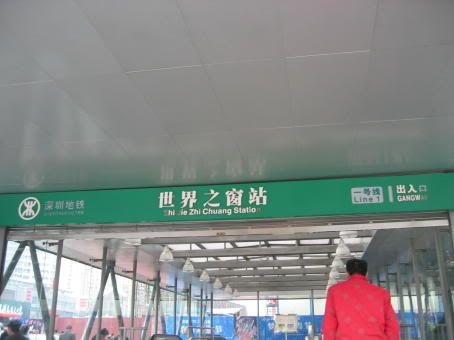 深圳地铁
世界之窗站
Shi Jie Zhi Chuang Station
一号线
Line 1
出入口
GANGWAY